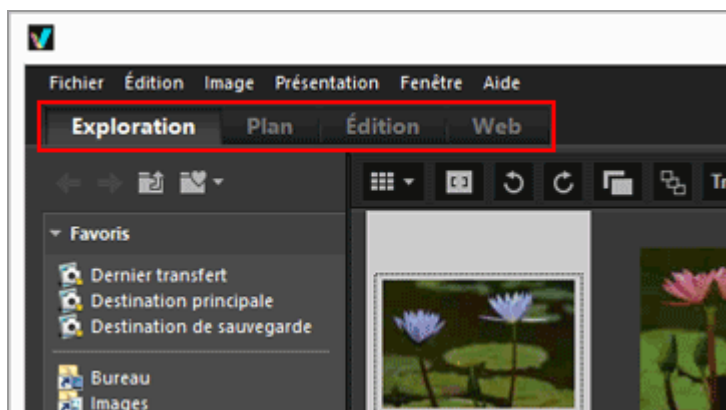 Fichier Édition Image Présentation Fenêtre Aide
Exploration Plan Édition Web
Favoris
Dernier transfert
Destination principale
Destination de sauvegarde
Bureau
Images